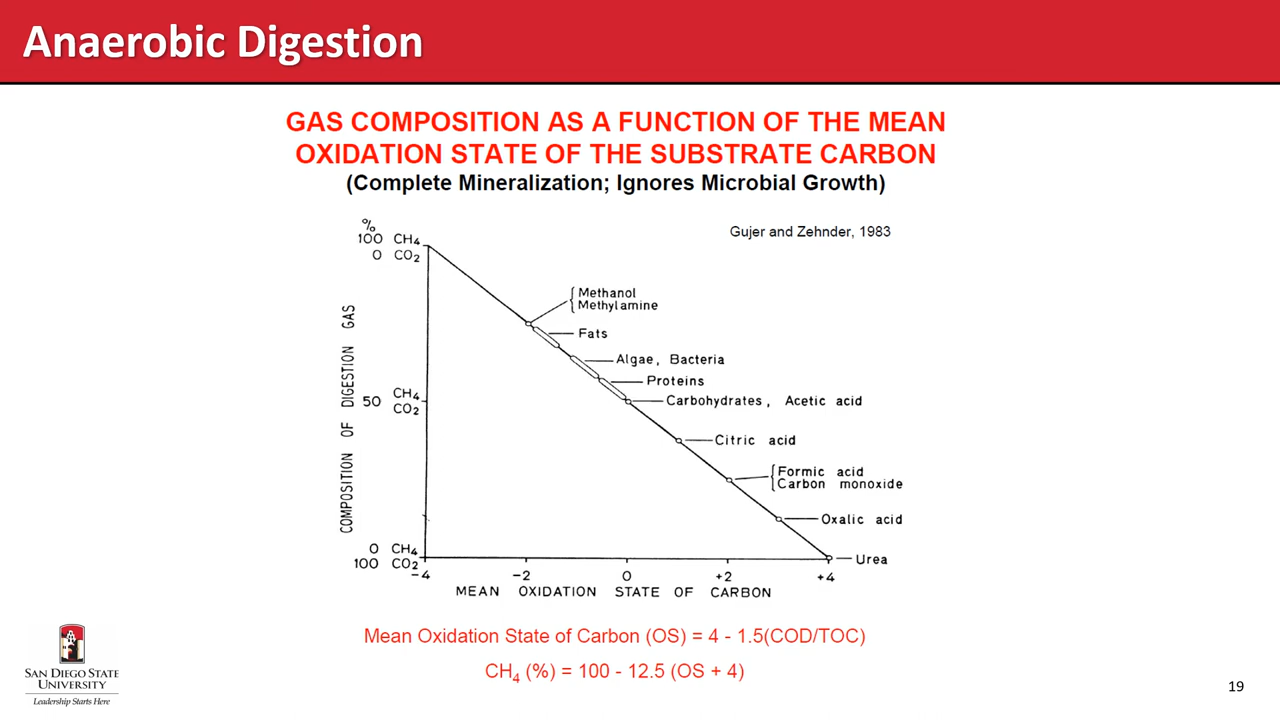 Anaerobic Digestion
GAS COMPOSITION AS A FUNCTION OF THE MEAN
OXIDATION STATE OF THE SUBSTRATE CARBON
(Complete Mineralization; Ignores Microbial Growth)
Gujer and Zehnder, 1983
%
100 CH₄
0 CO₂
Methanol
Methylamine
Fats
Algae, Bacteria
Proteins
50 CH₄
CO₂
Carbohydrates, Acetic acid
Citric acid
Formic acid
Carbon monoxide
Oxalic acid
Urea
0 CH₄
100 CO₂
COMPOSITION OF DIGESTION GAS
-4 -2 0 +2 +4
MEAN OXIDATION STATE OF CARBON
Mean Oxidation State of Carbon (OS) = 4 - 1.5(COD/TOC)
CH₄ (%) = 100 - 12.5 (OS + 4)
SAN DIEGO STATE
UNIVERSITY
Leadership Starts Here
19